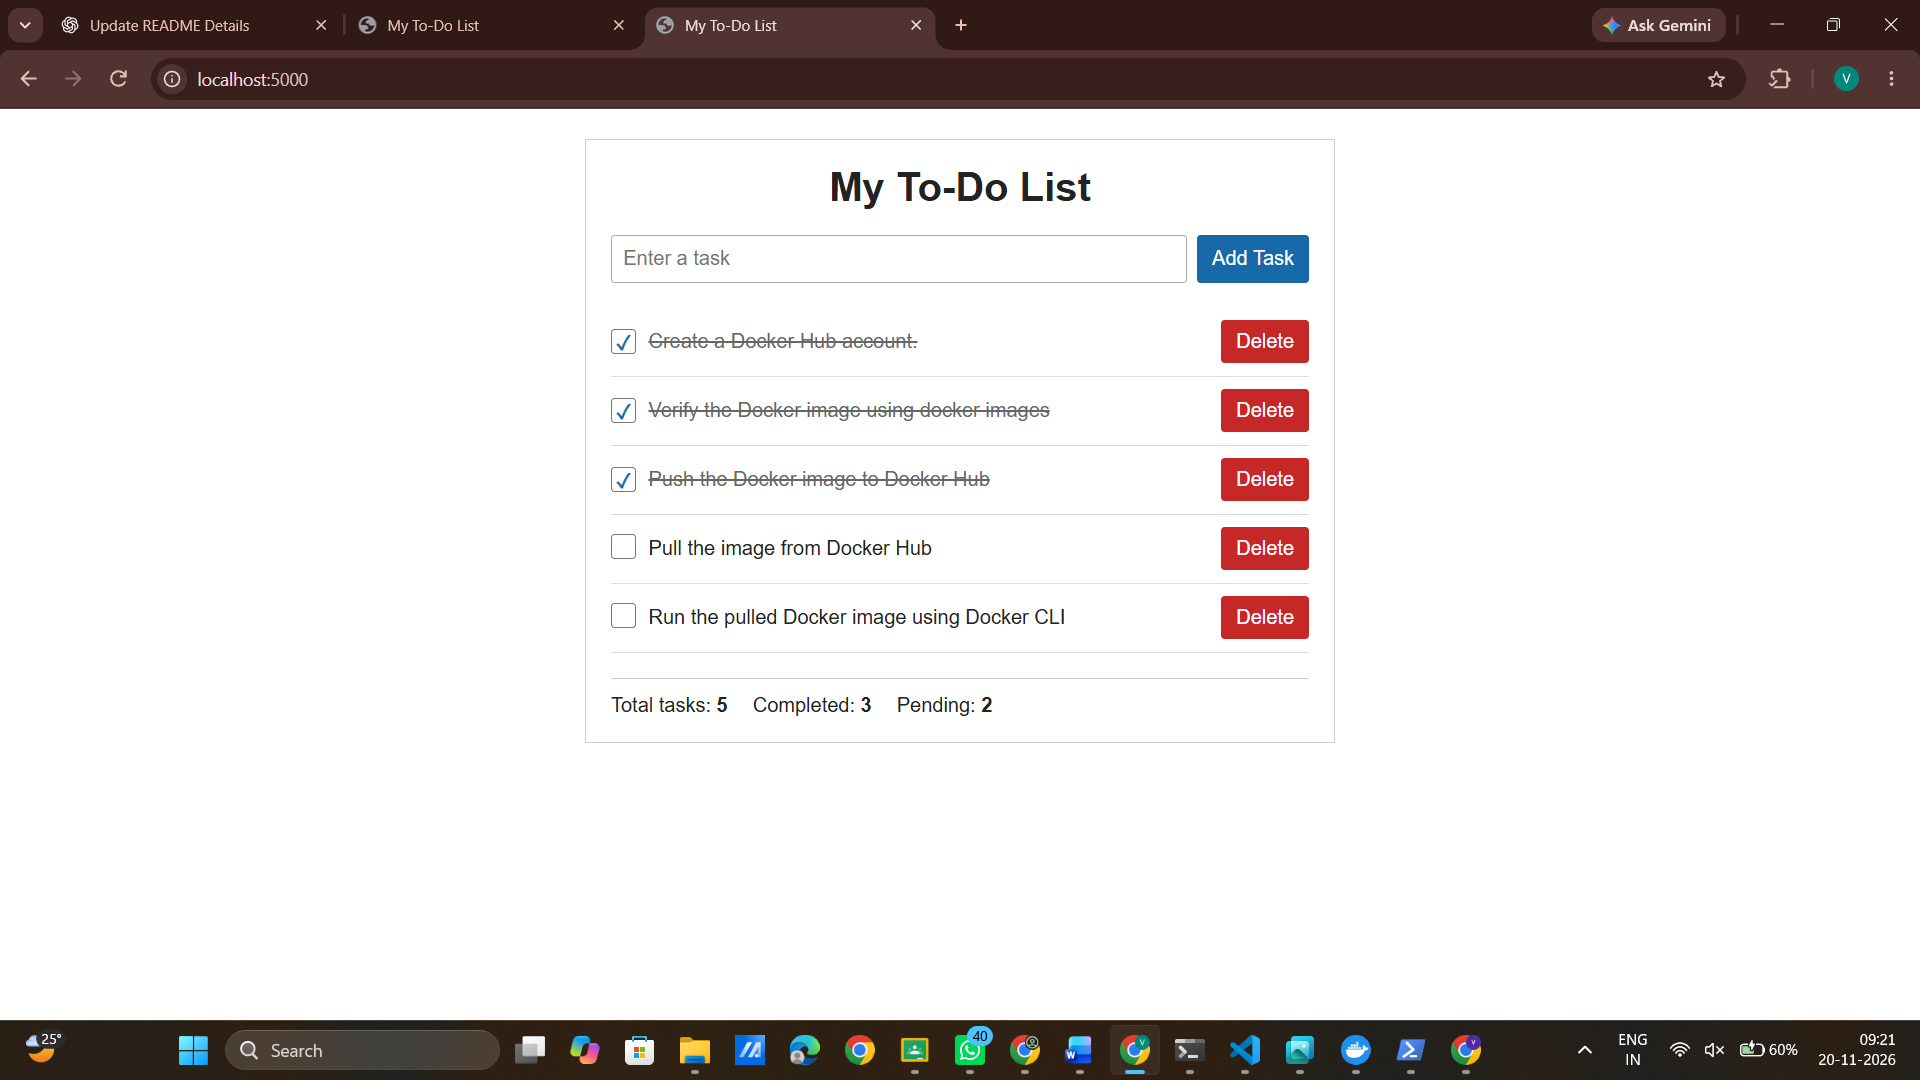 Update README Details
My To-Do List
My To-Do List
Ask Gemini
localhost:5000
V
My To-Do List
Enter a task
Add Task
Create a Docker Hub account.
Delete
Verify the Docker image using docker images
Delete
Push the Docker image to Docker Hub
Delete
Pull the image from Docker Hub
Delete
Run the pulled Docker image using Docker CLI
Delete
Total tasks: 5 Completed: 3 Pending: 2
25°
Search
40
ENG
IN
60%
09:21
20-11-2026